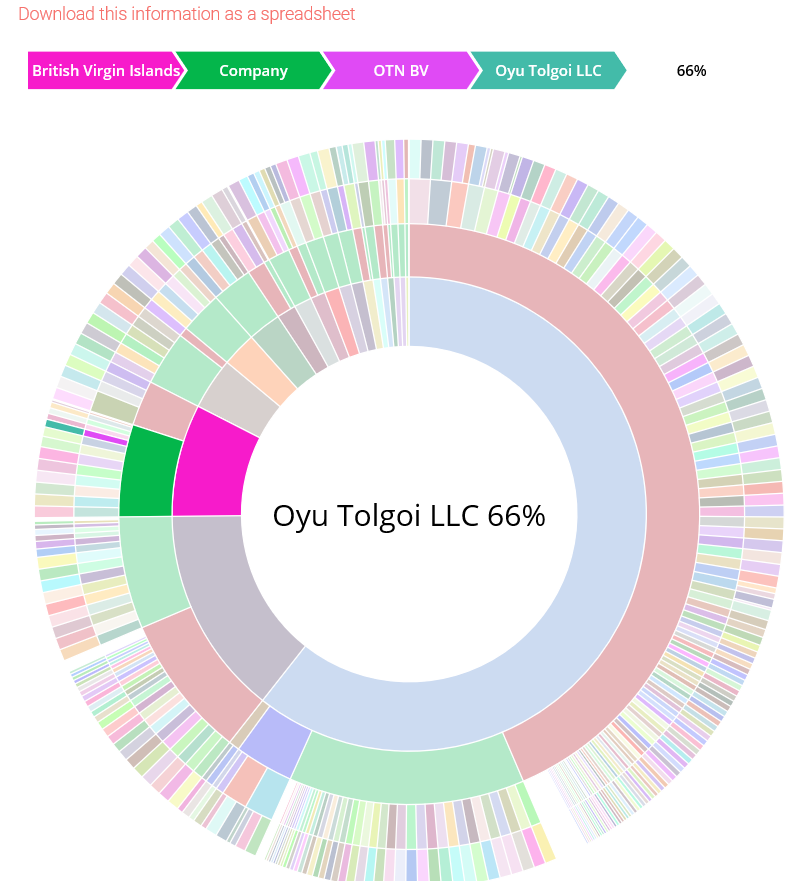 Download this information as a spreadsheet
British Virgin Islands Company OTN BV Oyu Tolgoi LLC 66%
Oyu Tolgoi LLC 66%